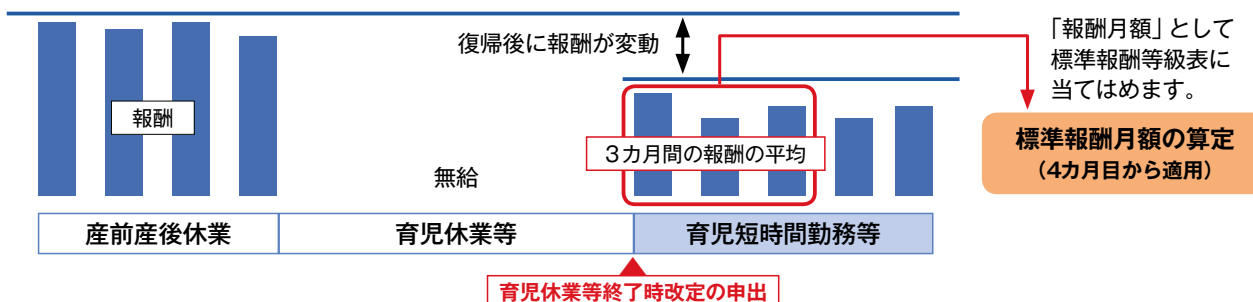 復帰後に報酬が変動
「報酬月額」として
標準報酬等級表に
当てはめます。
報酬
3カ月間の報酬の平均
標準報酬月額の算定
（4カ月目から適用）
無給
産前産後休業
育児休業等
育児短時間勤務等
育児休業等終了時改定の申出